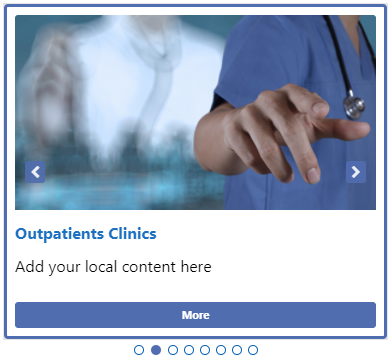 Outpatients Clinics
Add your local content here
More